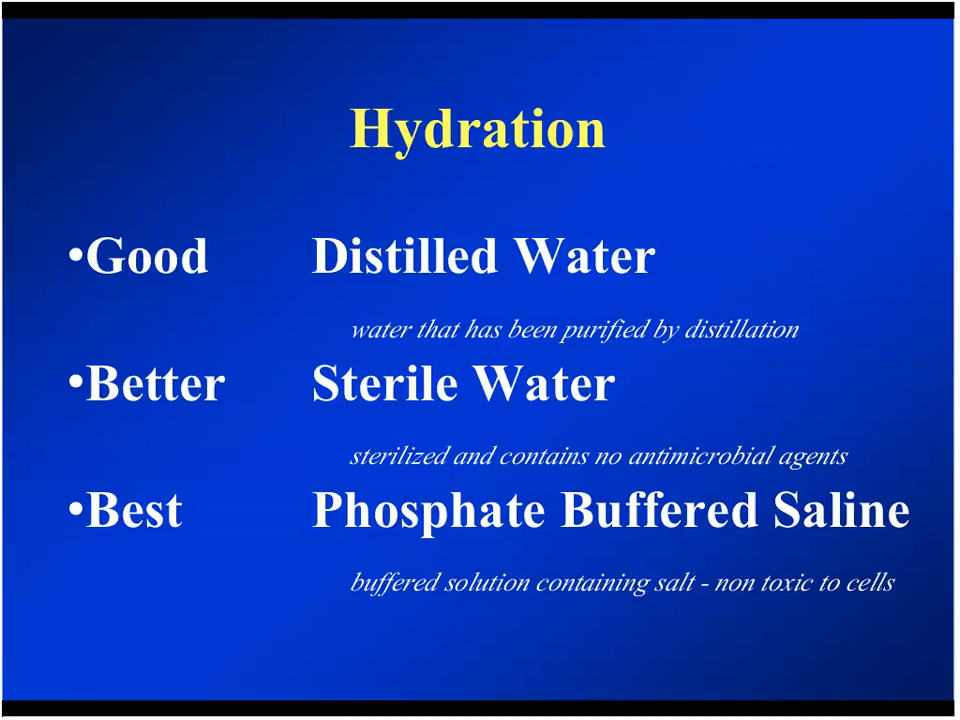 Hydration
•Good Distilled Water
water that has been purified by distillation
•Better Sterile Water
sterilized and contains no antimicrobial agents
•Best Phosphate Buffered Saline
buffered solution containing salt - non toxic to cells